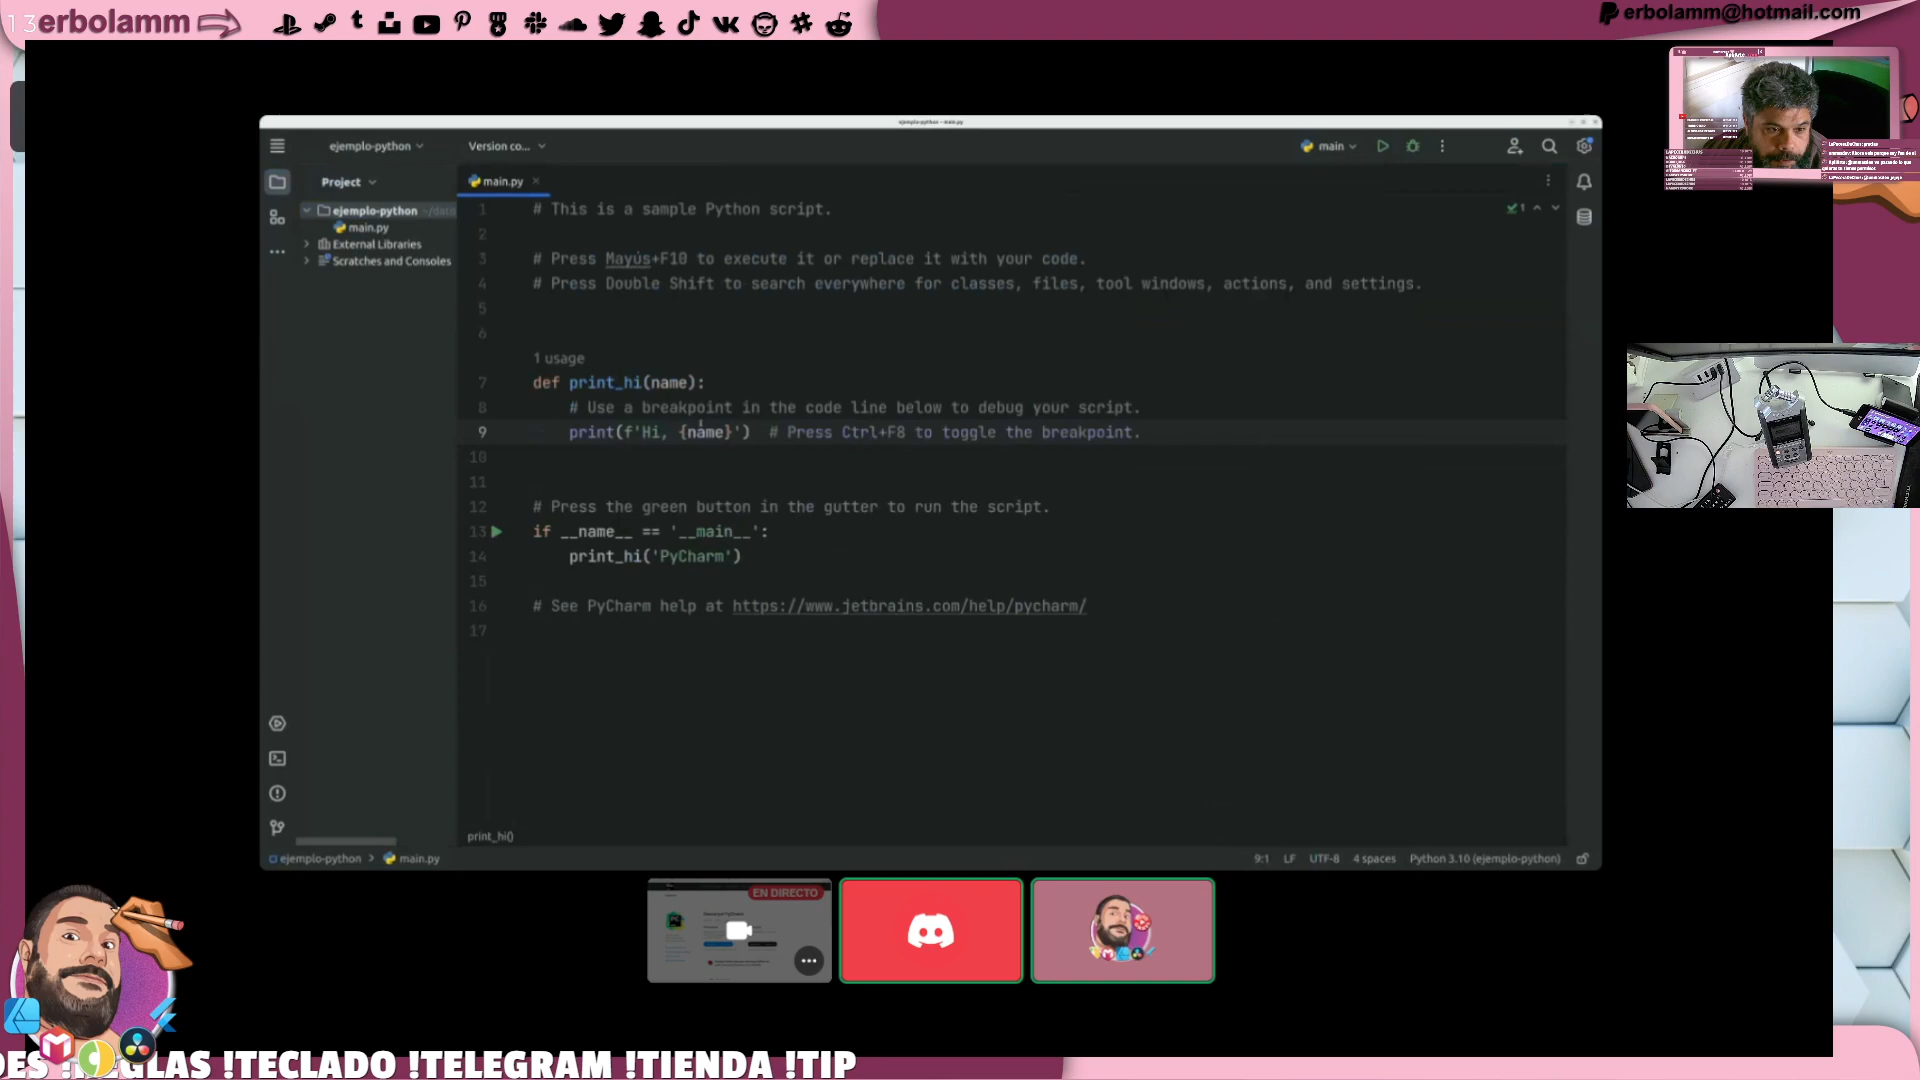 13erbolamm
erbolamm@hotmail.com
ejemplo-python - main.py
ejemplo-python
Version co...
main
Project
main.py
ejemplo-python
main.py
External Libraries
Scratches and Consoles
1 # This is a sample Python script.
2
3 # Press Mayús+F10 to execute it or replace it with your code.
4 # Press Double Shift to search everywhere for classes, files, tool windows, actions, and settings.
5
6
1 usage
7 def print_hi(name):
8 # Use a breakpoint in the code line below to debug your script.
9 print(f'Hi, {name}') # Press Ctrl+F8 to toggle the breakpoint.
10
11
12 # Press the green button in the gutter to run the script.
13 if __name__ == '__main__':
14 print_hi('PyCharm')
15
16 # See PyCharm help at https://www.jetbrains.com/help/pycharm/
17
1
print_hi()
ejemplo-python > main.py
9:1 LF UTF-8 4 spaces Python 3.10 (ejemplo-python)
EN DIRECTO
!TECLADO !TELEGRAM !TIENDA !TIP